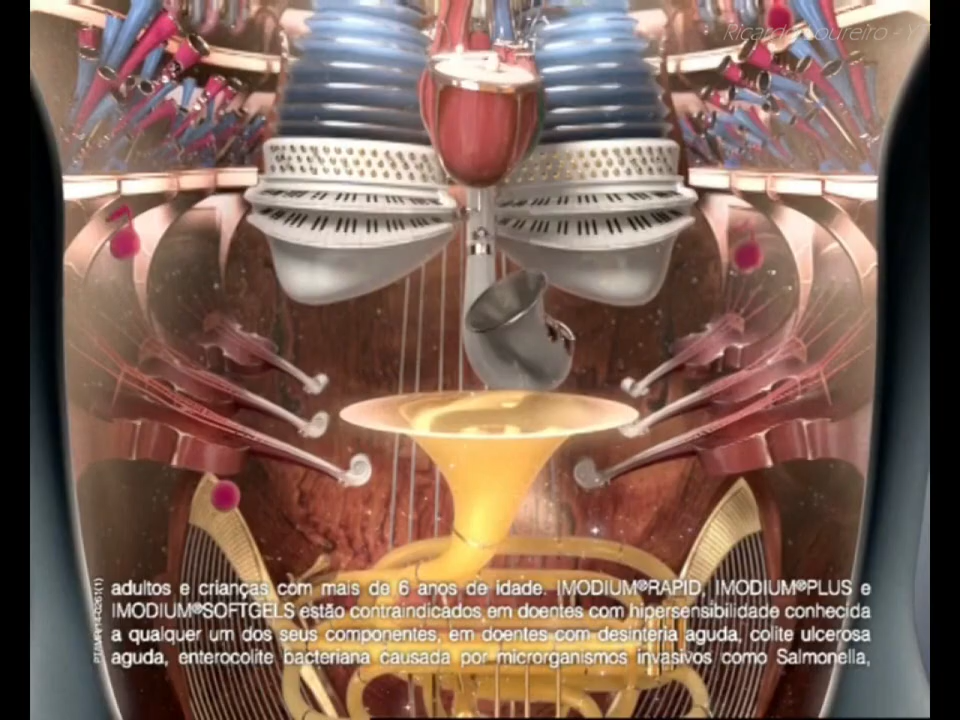 Ricardo Loureiro - Y
adultos e crianças com mais de 6 anos de idade. IMODIUM®RAPID, IMODIUM®PLUS e
IMODIUM®SOFTGELS estão contraindicados em doentes com hipersensibilidade conhecida
a qualquer um dos seus componentes, em doentes com desinteria aguda, colite ulcerosa
aguda, enterocolite bacteriana causada por microrganismos invasivos como Salmonella,